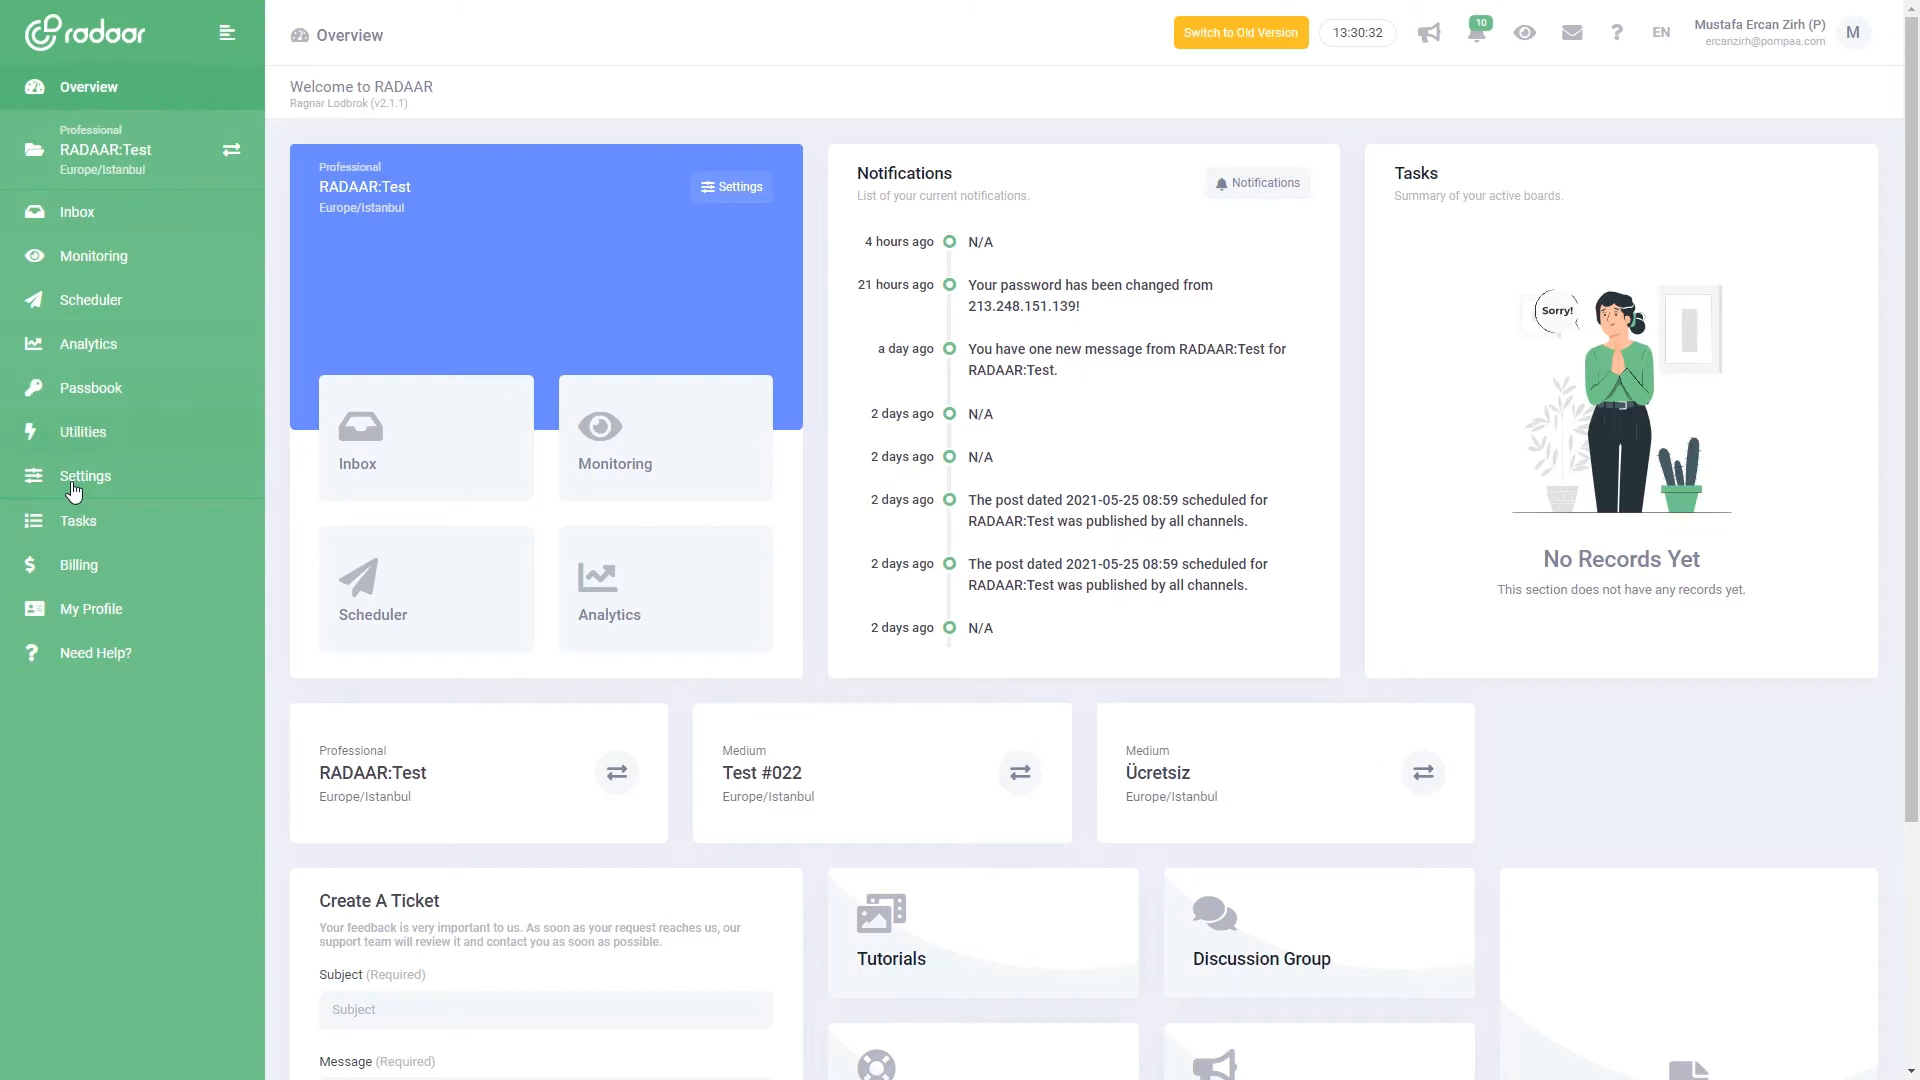 radaar
Overview
Professional
RADAAR:Test
Europe/Istanbul
Inbox
Monitoring
Scheduler
Analytics
Passbook
Utilities
Settings
Tasks
Billing
My Profile
Need Help?
Overview
Switch to Old Version
13:30:32
10
EN
Mustafa Ercan Zirh (P)
ercanzirh@pompaa.com
M
Welcome to RADAAR
Ragnar Lodbrok (v2.1.1)
Professional
RADAAR:Test
Europe/Istanbul
Settings
Inbox
Monitoring
Scheduler
Analytics
Notifications
List of your current notifications.
Notifications
4 hours ago N/A
21 hours ago Your password has been changed from
213.248.151.139!
a day ago You have one new message from RADAAR:Test for
RADAAR:Test.
2 days ago N/A
2 days ago N/A
2 days ago The post dated 2021-05-25 08:59 scheduled for
RADAAR:Test was published by all channels.
2 days ago The post dated 2021-05-25 08:59 scheduled for
RADAAR:Test was published by all channels.
2 days ago N/A
Tasks
Summary of your active boards.
Sorry!
No Records Yet
This section does not have any records yet.
Professional
RADAAR:Test
Europe/Istanbul
Medium
Test #022
Europe/Istanbul
Medium
Ücretsiz
Europe/Istanbul
Create A Ticket
Your feedback is very important to us. As soon as your request reaches us, our
support team will review it and contact you as soon as possible.
Subject (Required)
Subject
Message (Required)
Tutorials
Discussion Group